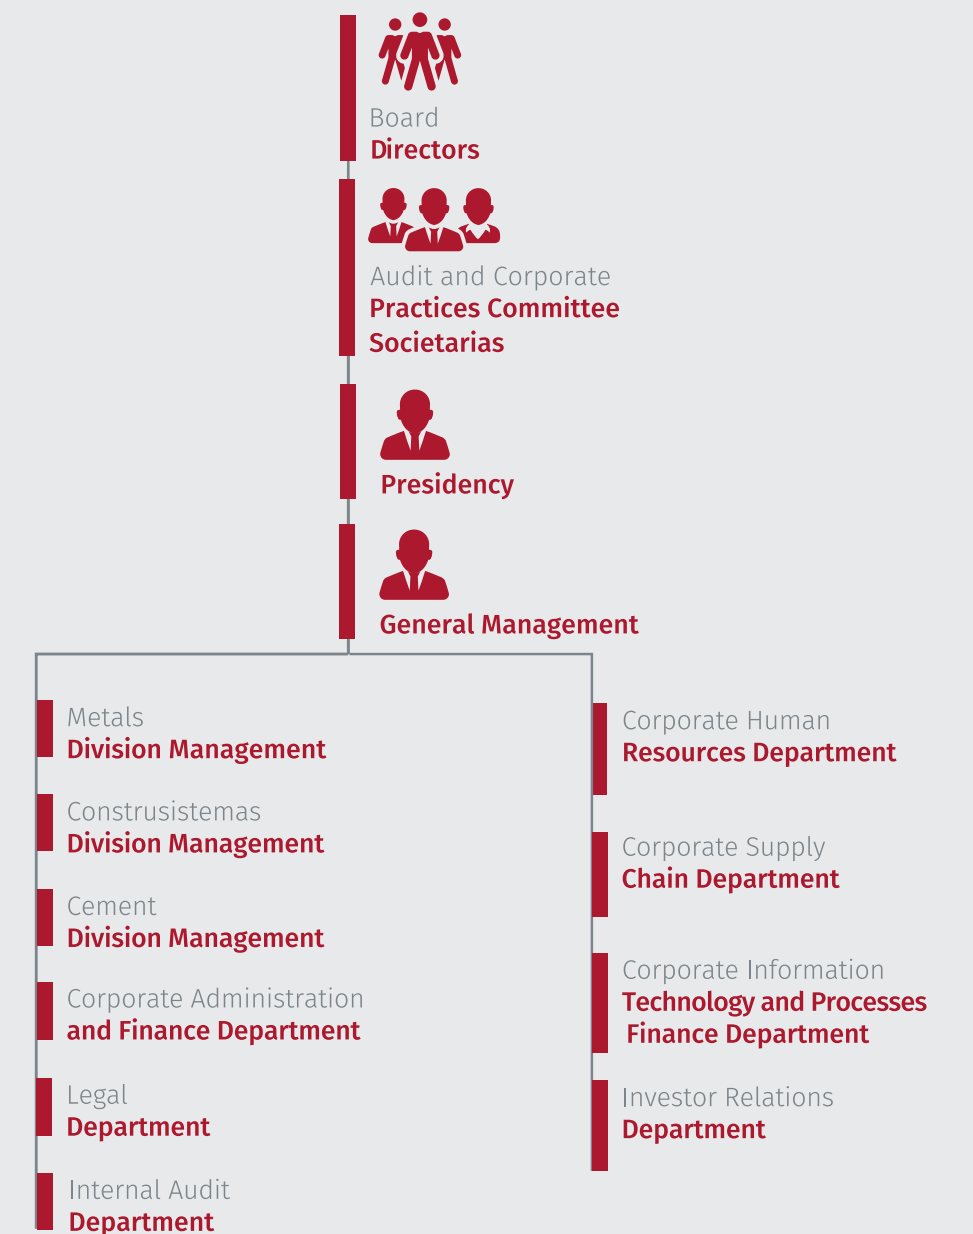 Board
Directors
Audit and Corporate
Practices Committee
Societarias
Presidency
General Management
Metals
Division Management
Construsistemas
Division Management
Cement
Division Management
Corporate Administration
and Finance Department
Legal
Department
Internal Audit
Department
Corporate Human
Resources Department
Corporate Supply
Chain Department
Corporate Information
Technology and Processes
Finance Department
Investor Relations
Department